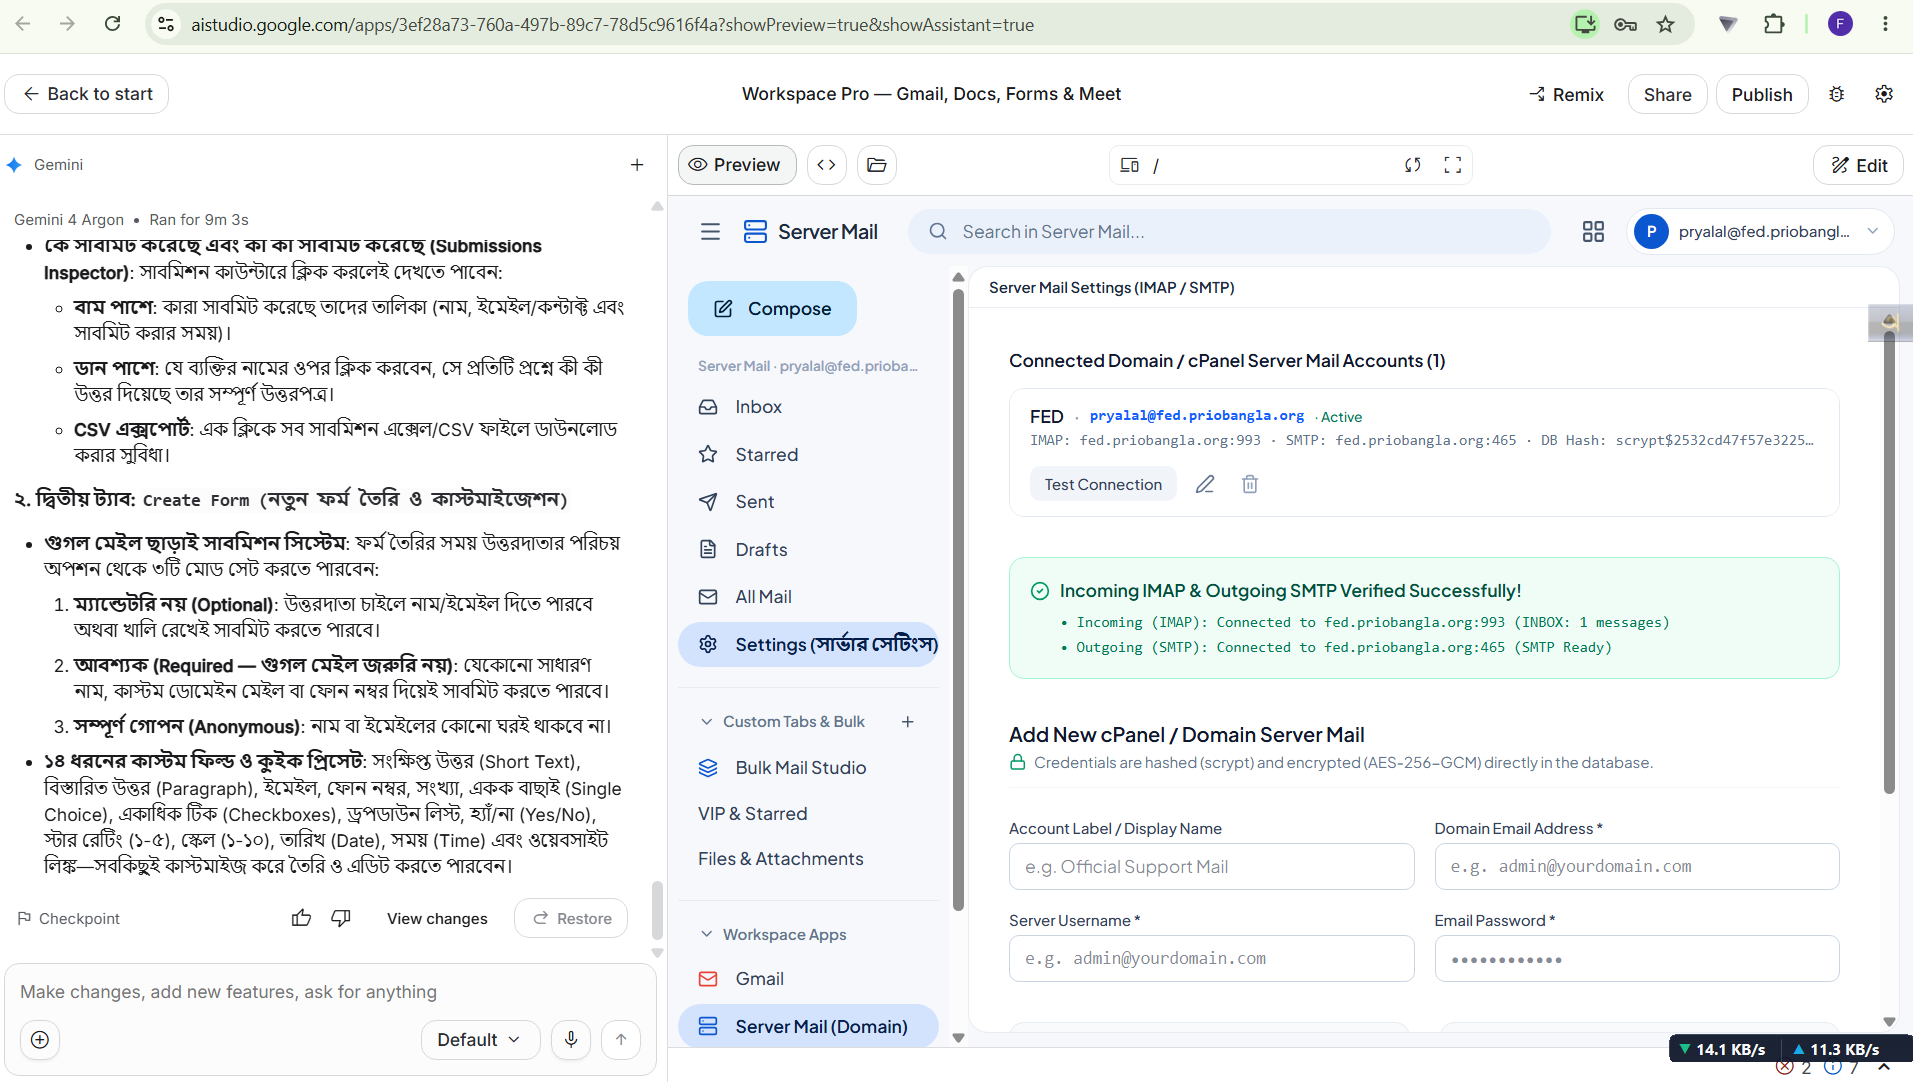 aistudio.google.com/apps/3ef28a73-760a-497b-89c7-78d5c9616f4a?showPreview=true&showAssistant=true
F
Back to start
Workspace Pro — Gmail, Docs, Forms & Meet
Remix
Share
Publish
Gemini
Preview
/
Edit
Gemini 4 Argon • Ran for 9m 3s
কে সাবমিট করেছে এবং কী কী সাবমিট করেছে (Submissions
Inspector): সাবমিশন কাউন্টারে ক্লিক করলেই দেখতে পাবেন:
বাম পাশে: কারা সাবমিট করেছে তাদের তালিকা (নাম, ইমেইল/কন্টাক্ট এবং
সাবমিট করার সময়)।
ডান পাশে: যে ব্যক্তির নামের ওপর ক্লিক করবেন, সে প্রতিটি প্রশ্নে কী কী
উত্তর দিয়েছে তার সম্পূর্ণ উত্তরপত্র।
CSV এক্সপোর্ট: এক ক্লিকে সব সাবমিশন এক্সেল/CSV ফাইলে ডাউনলোড
করার সুবিধা।
২. দ্বিতীয় ট্যাব: Create Form (নতুন ফর্ম তৈরি ও কাস্টমাইজেশন)
গুগল মেইল ছাড়াই সাবমিশন সিস্টেম: ফর্ম তৈরির সময় উত্তরদাতার পরিচয়
অপশন থেকে ৩টি মোড সেট করতে পারবেন:
1. ম্যান্ডেটরি নয় (Optional): উত্তরদাতা চাইলে নাম/ইমেইল দিতে পারবে
অথবা খালি রেখেই সাবমিট করতে পারবে।
2. আবশ্যক (Required — গুগল মেইল জরুরি নয়): যেকোনো সাধারণ
নাম, কাস্টম ডোমেইন মেইল বা ফোন নম্বর দিয়েই সাবমিট করতে পারবে।
3. সম্পূর্ণ গোপন (Anonymous): নাম বা ইমেইলের কোনো ঘরই থাকবে না।
১৪ ধরনের কাস্টম ফিল্ড ও কুইক প্রিসেট: সংক্ষিপ্ত উত্তর (Short Text),
বিস্তারিত উত্তর (Paragraph), ইমেইল, ফোন নম্বর, সংখ্যা, একক বাছাই (Single
Choice), একাধিক টিক (Checkboxes), ড্রপডাউন লিস্ট, হ্যাঁ/না (Yes/No),
স্টার রেটিং (১-৫), স্কেল (১-১০), তারিখ (Date), সময় (Time) এবং ওয়েবসাইট
লিঙ্ক—সবকিছুই কাস্টমাইজ করে তৈরি ও এডিট করতে পারবেন।
Checkpoint
View changes
Restore
Make changes, add new features, ask for anything
Default
Server Mail
Search in Server Mail...
P
pryalal@fed.priobangl...
Compose
Server Mail · pryalal@fed.prioba...
Inbox
Starred
Sent
Drafts
All Mail
Settings (সার্ভার সেটিংস)
Custom Tabs & Bulk
Bulk Mail Studio
VIP & Starred
Files & Attachments
Workspace Apps
Gmail
Server Mail (Domain)
Server Mail Settings (IMAP / SMTP)
Connected Domain / cPanel Server Mail Accounts (1)
FED · pryalal@fed.priobangla.org · Active
IMAP: fed.priobangla.org:993 · SMTP: fed.priobangla.org:465 · DB Hash: scrypt$2532cd47f57e3225…
Test Connection
Incoming IMAP & Outgoing SMTP Verified Successfully!
• Incoming (IMAP): Connected to fed.priobangla.org:993 (INBOX: 1 messages)
• Outgoing (SMTP): Connected to fed.priobangla.org:465 (SMTP Ready)
Add New cPanel / Domain Server Mail
Credentials are hashed (scrypt) and encrypted (AES-256-GCM) directly in the database.
Account Label / Display Name
Domain Email Address *
e.g. Official Support Mail
e.g. admin@yourdomain.com
Server Username *
Email Password *
e.g. admin@yourdomain.com
••••••••••••
14.1 KB/s
11.3 KB/s
2
7